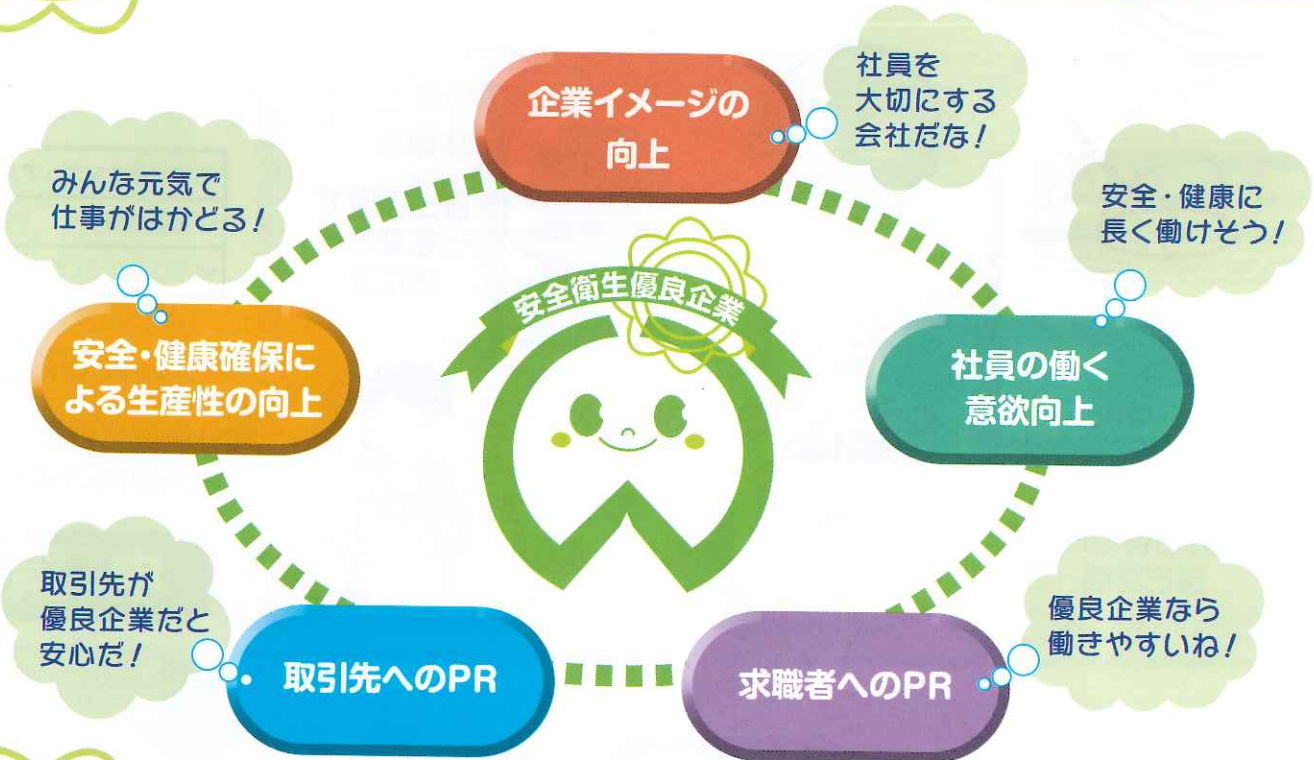 企業イメージの
向上
社員を
大切にする
会社だな!
みんな元気で
仕事がはかどる!
安全・健康に
長く働けそう!
安全衛生優良企業
安全・健康確保に
よる生産性の向上
社員の働く
意欲向上
取引先が
優良企業だと
安心だ!
取引先へのPR
求職者へのPR
優良企業なら
働きやすいね!